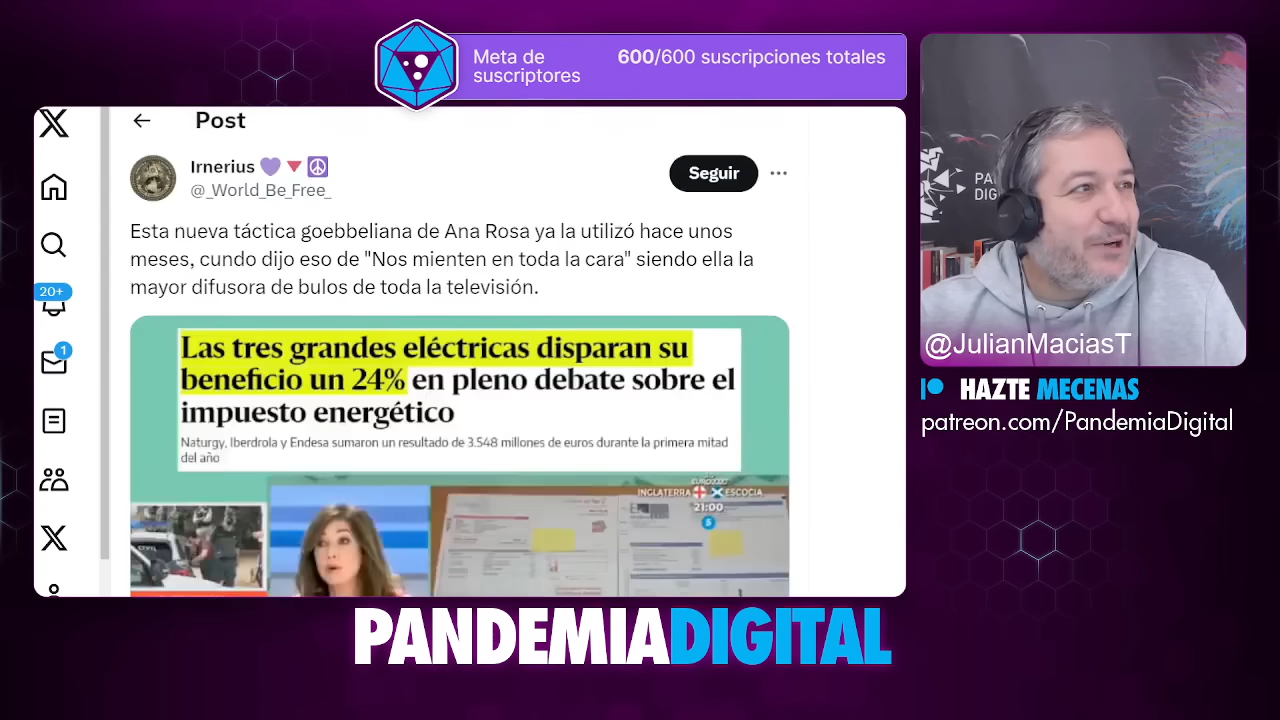 Meta de
suscriptores
600/600 suscripciones totales
Post
Irnerius
@_World_Be_Free_
Seguir
Esta nueva táctica goebbeliana de Ana Rosa ya la utilizó hace unos
meses, cundo dijo eso de "Nos mienten en toda la cara" siendo ella la
mayor difusora de bulos de toda la televisión.
20+
1
Las tres grandes eléctricas disparan su
beneficio un 24% en pleno debate sobre el
impuesto energético
Naturgy, Iberdrola y Endesa sumaron un resultado de 3.548 millones de euros durante la primera mitad
del año
INGLATERRA ESCOCIA
21:00
5
@JulianMaciasT
HAZTE MECENAS
patreon.com/PandemiaDigital
PANDEMIADIGITAL